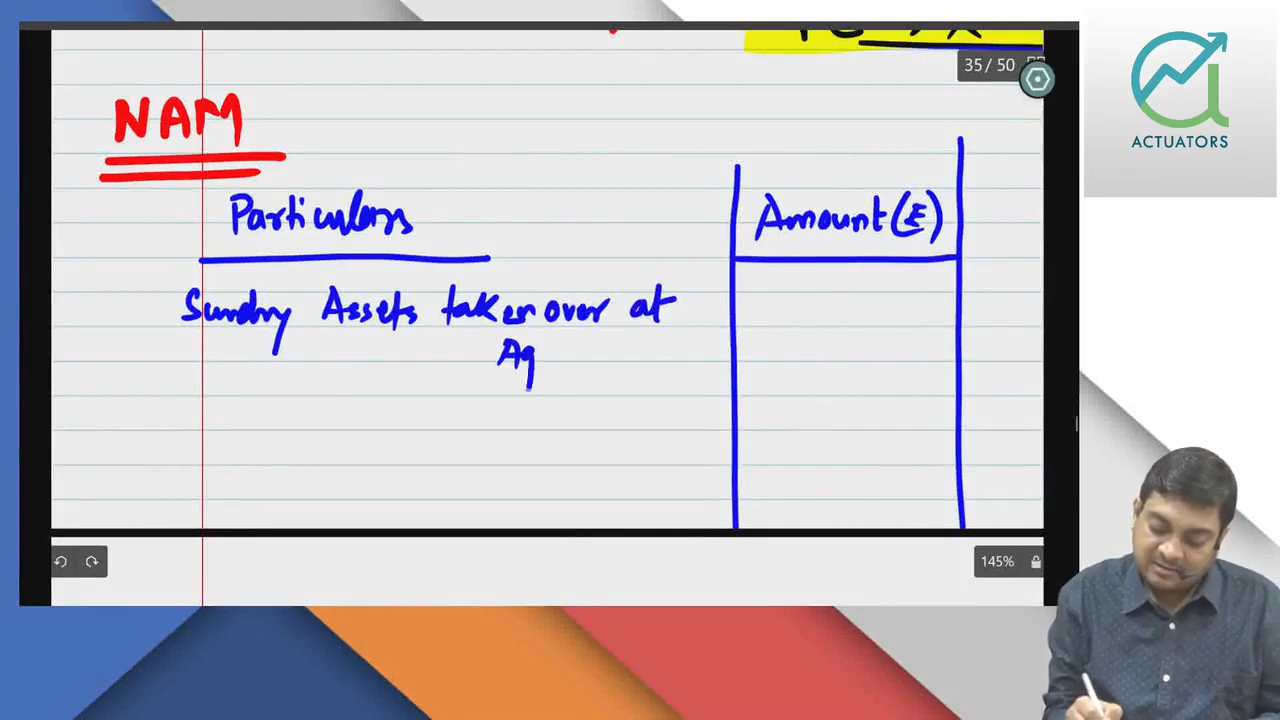 35 / 50
NAM
ACTUATORS
Particulars
Amount (₹)
Sundry Assets taken over at
Ag
145%